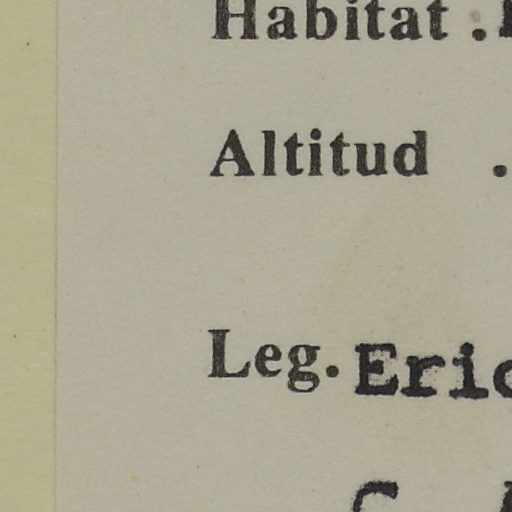 Habitat .
Altitud .
Leg. Eric